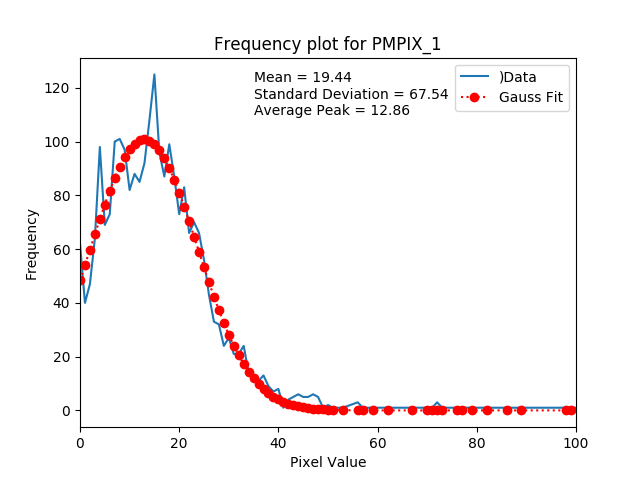 Frequency plot for PMPIX_1
Mean = 19.44
Standard Deviation = 67.54
Average Peak = 12.86
)Data
Gauss Fit
Frequency
120
100
80
60
40
20
0
0 20 40 60 80 100
Pixel Value